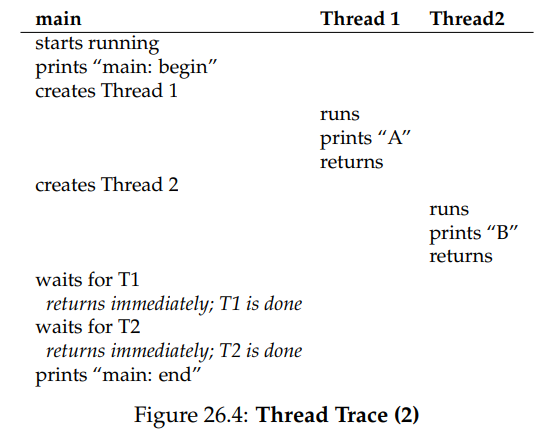 main Thread 1 Thread2
starts running
prints “main: begin”
creates Thread 1
runs
prints “A”
returns
creates Thread 2
runs
prints “B”
returns
waits for T1
returns immediately; T1 is done
waits for T2
returns immediately; T2 is done
prints “main: end”
Figure 26.4: Thread Trace (2)